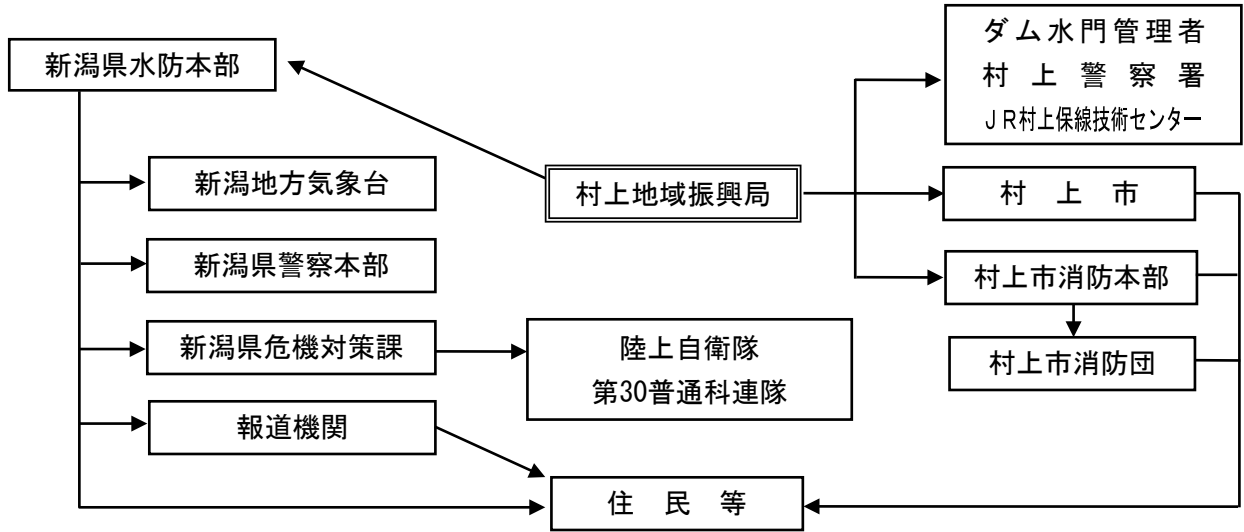 新潟県水防本部
ダム水門管理者
村上警察署
ＪＲ村上保線技術センター
新潟地方気象台
村上地域振興局
村上市
新潟県警察本部
村上市消防本部
新潟県危機対策課
陸上自衛隊
第30普通科連隊
村上市消防団
報道機関
住民等